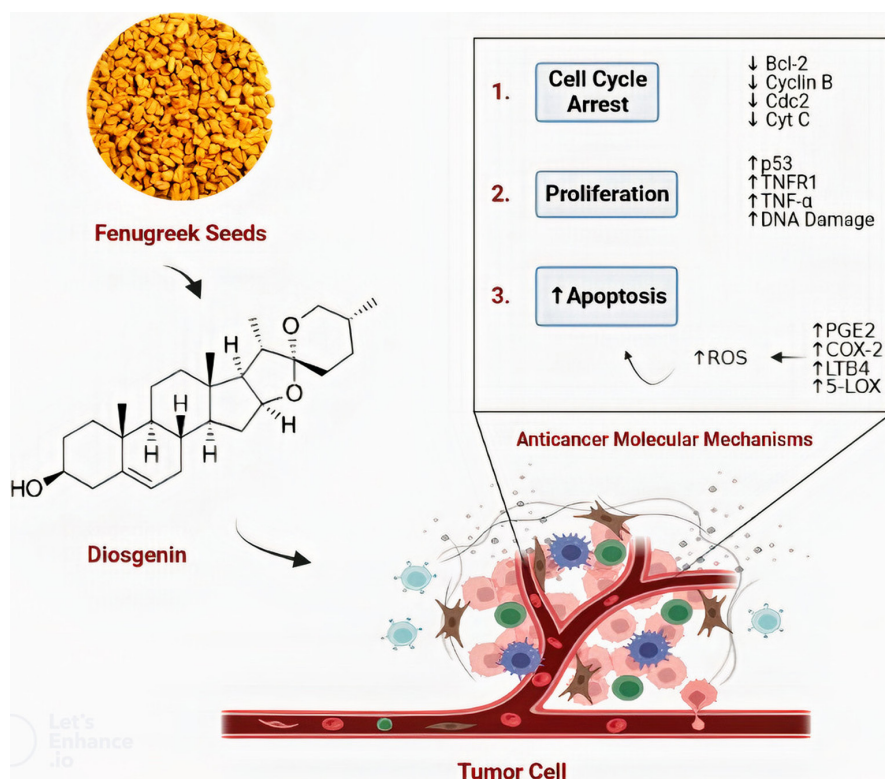 Fenugreek Seeds
HO
H
H
H
H
H
O
O
Diosgenin
1.
Cell Cycle
Arrest
↓ Bcl-2
↓ Cyclin B
↓ Cdc2
↓ Cyt C
2.
Proliferation
↑p53
↑TNFR1
↑TNF-α
↑DNA Damage
3.
↑Apoptosis
↑ROS
↑PGE2
↑COX-2
↑LTB4
↑5-LOX
Anticancer Molecular Mechanisms
Tumor Cell
Let's
Enhance
.io